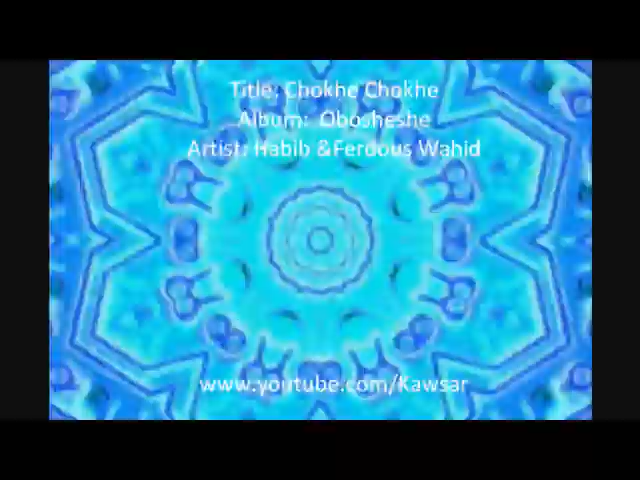 Title: Chokhe Chokhe
Album:  Obosheshe
Artist: Habib &Ferdous Wahid
www.youtube.com/Kawsar